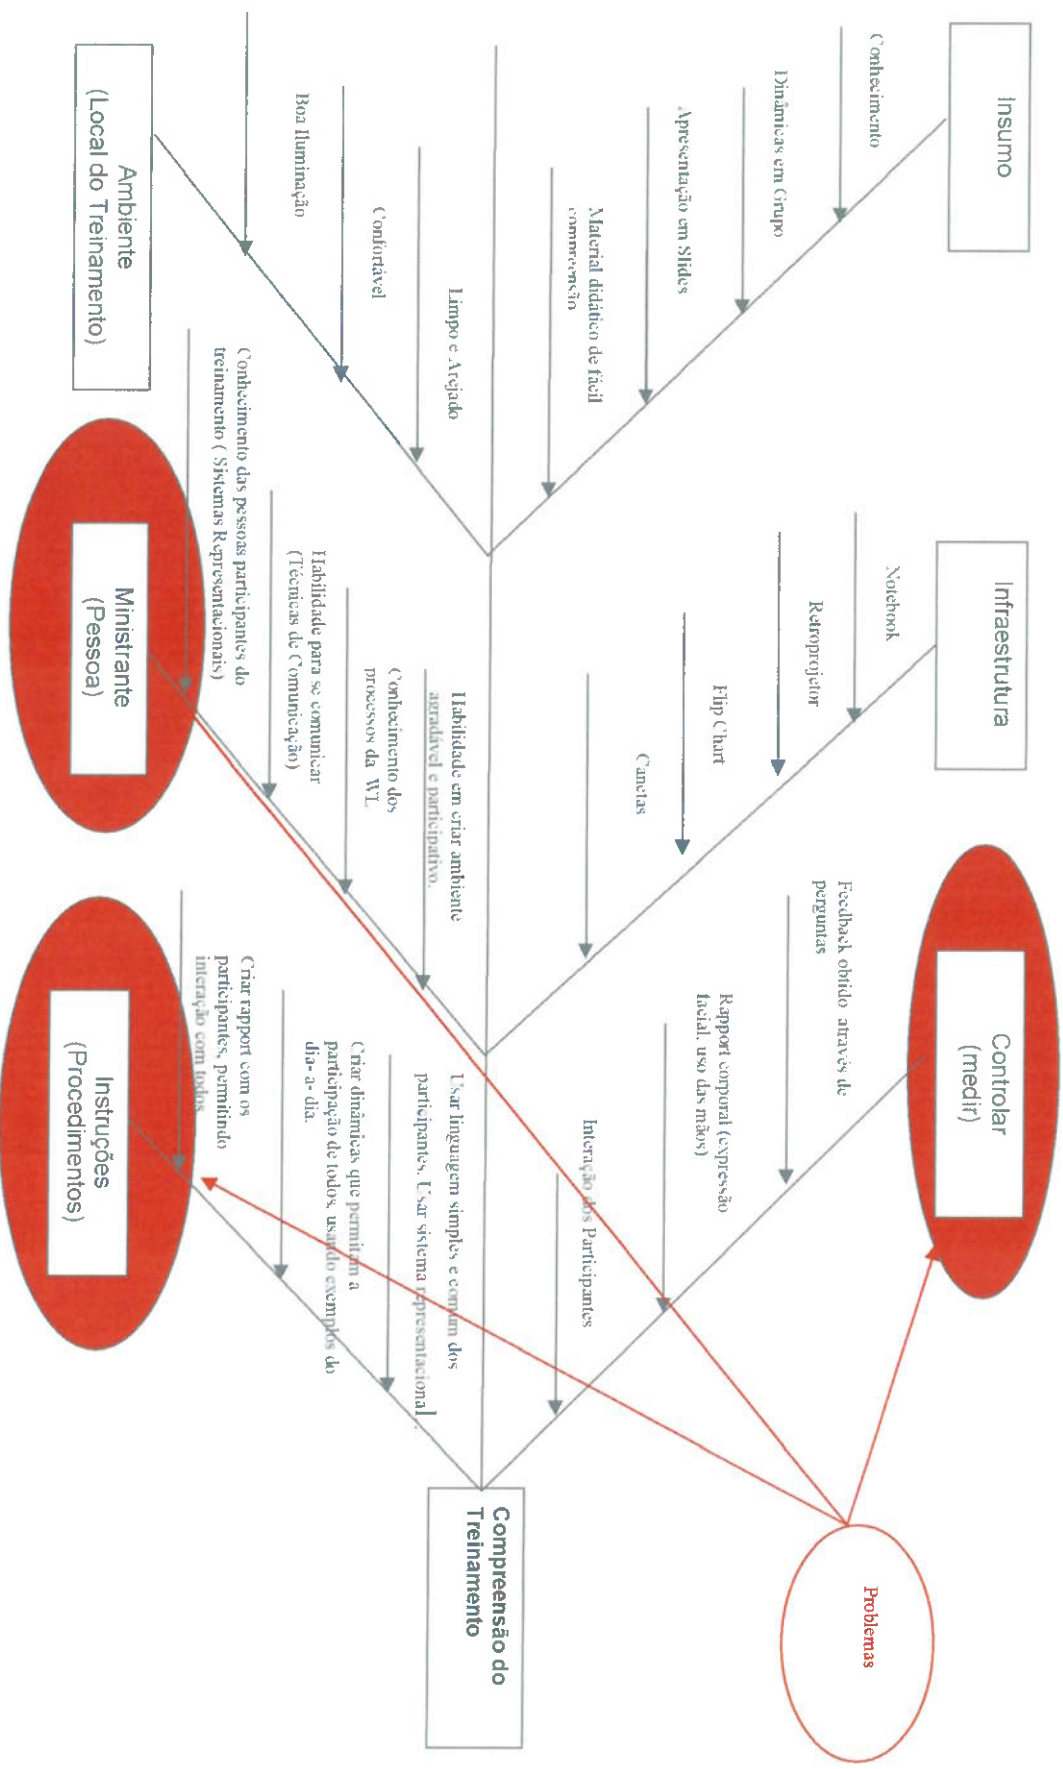 Insumo
Conhecimento
Dinâmicas em Grupo
Apresentação em Slides
Material didático de fácil
compreensão
Infraestrutura
Notebook
Retroprojetor
Flip Chart
Canetas
Controlar
(medir)
Feedback obtido através de
perguntas
Rapport corporal (expressão
facial, uso das mãos)
Interação dos Participantes
Problemas
Compreensão do
Treinamento
Ambiente
(Local do Treinamento)
Boa Iluminação
Confortável
Limpo e Arejado
Ministrante
(Pessoa)
Conhecimento das pessoas participantes do
treinamento ( Sistemas Representacionais)
Habilidade para se comunicar
(Técnicas de Comunicação)
Conhecimento dos
processos da WL
Habilidade em criar ambiente
agradável e participativo.
Instruções
(Procedimentos)
Criar rapport com os
participantes, permitindo
interação com todos
Criar dinâmicas que permitam a
participação de todos, usando exemplos do
dia- a- dia.
Usar linguagem simples e comum dos
participantes. Usar sistema representacional.